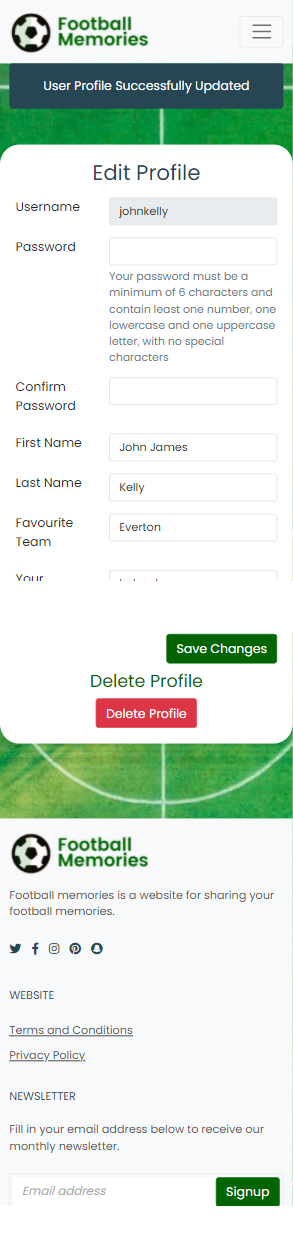 Football
Memories
User Profile Successfully Updated
Edit Profile
Username
johnkelly
Password
Your password must be a
minimum of 6 characters and
contain least one number, one
lowercase and one uppercase
letter, with no special
characters
Confirm
Password
First Name
John James
Last Name
Kelly
Favourite
Team
Everton
Your
Save Changes
Delete Profile
Delete Profile
Football
Memories
Football memories is a website for sharing your
football memories.
WEBSITE
Terms and Conditions
Privacy Policy
NEWSLETTER
Fill in your email address below to receive our
monthly newsletter.
Email address
Signup